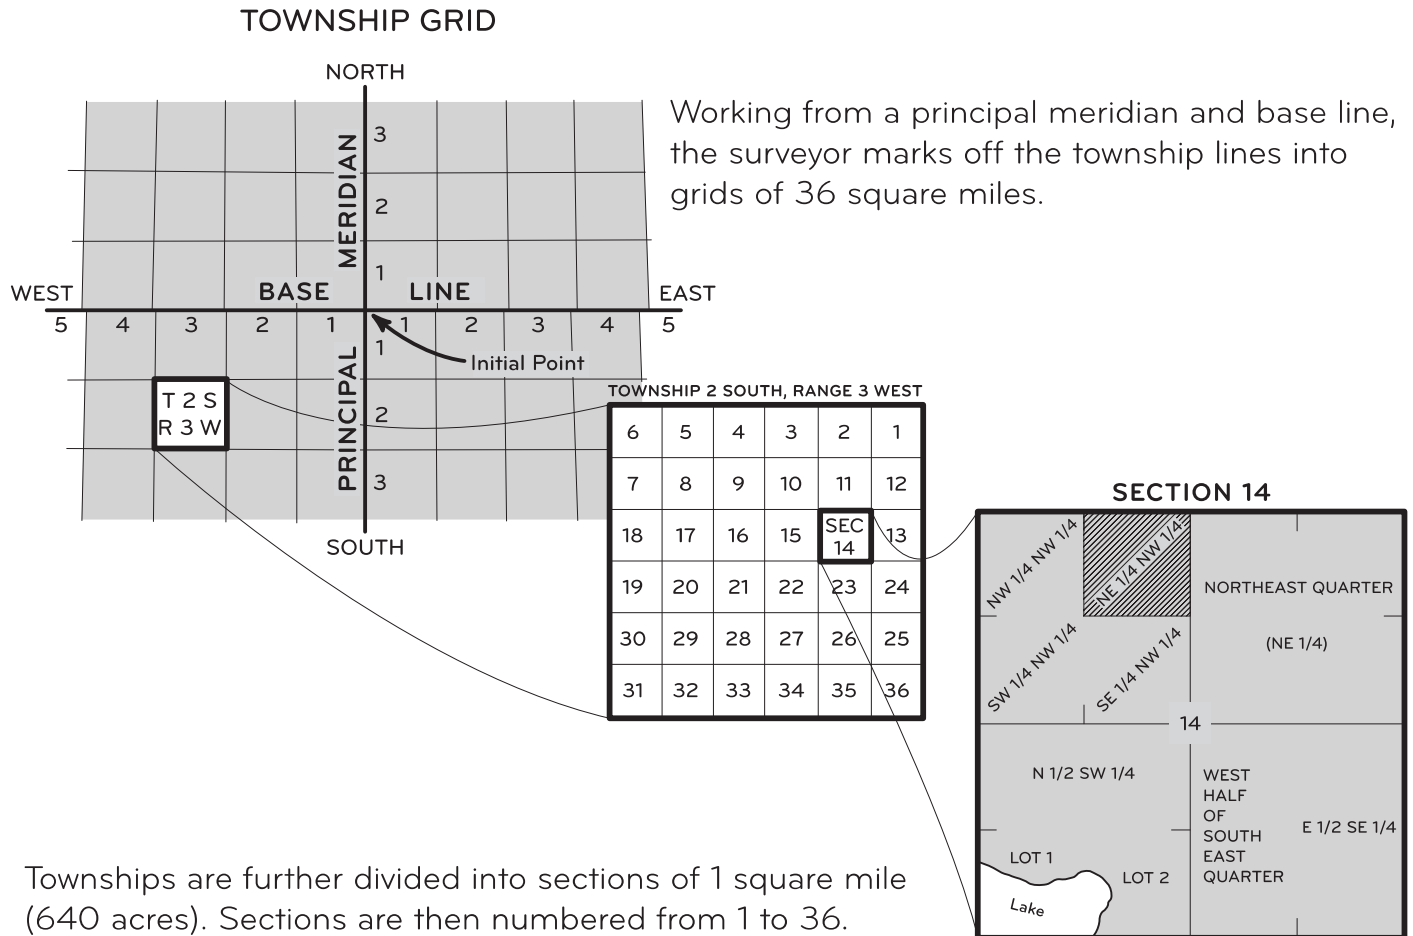 TOWNSHIP GRID
NORTH
Working from a principal meridian and base line,
the surveyor marks off the township lines into
grids of 36 square miles.
3
2
1
MERIDIAN
WEST
BASE
LINE
EAST
5 4 3 2 1 1 2 3 4 5
Initial Point
PRINCIPAL
1
2
3
T 2 S
R 3 W
SOUTH
TOWNSHIP 2 SOUTH, RANGE 3 WEST
6 5 4 3 2 1
7 8 9 10 11 12
18 17 16 15 SEC 14 13
19 20 21 22 23 24
30 29 28 27 26 25
31 32 33 34 35 36
SECTION 14
NW 1/4 NW 1/4
NE 1/4 NW 1/4
NORTHEAST QUARTER
(NE 1/4)
SW 1/4 NW 1/4
SE 1/4 NW 1/4
14
N 1/2 SW 1/4
WEST
HALF
OF
SOUTH
EAST
QUARTER
E 1/2 SE 1/4
LOT 1
LOT 2
Lake
Townships are further divided into sections of 1 square mile
(640 acres). Sections are then numbered from 1 to 36.